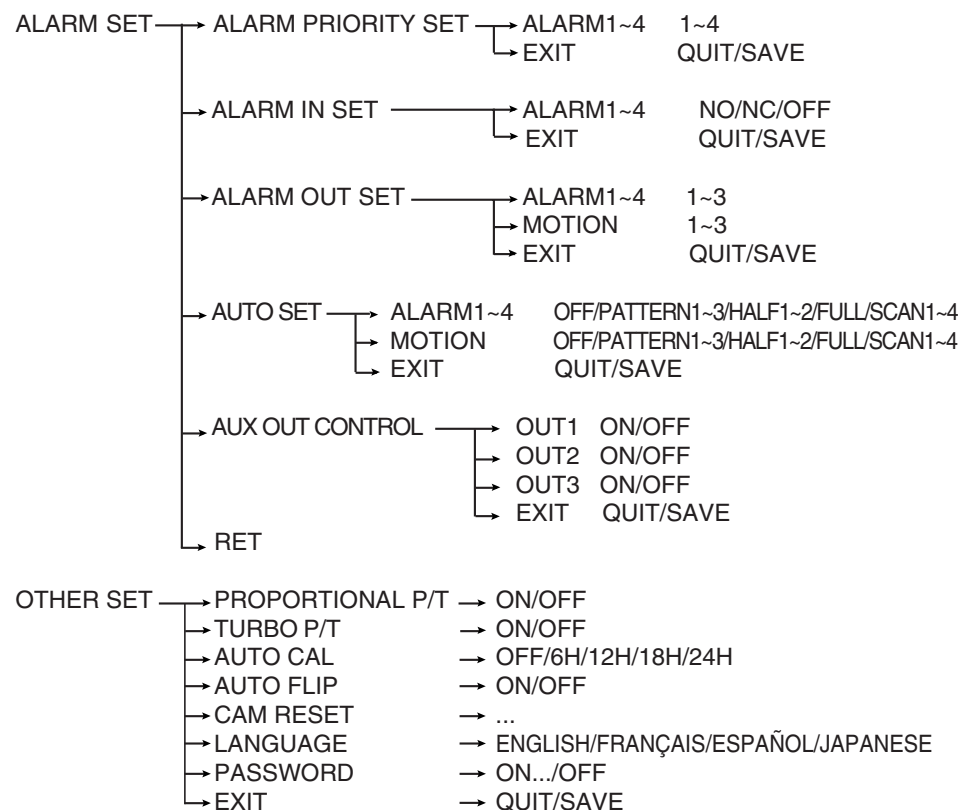 ALARM SET ALARM PRIORITY SET ALARM1~4 1~4
EXIT QUIT/SAVE
ALARM IN SET ALARM1~4 NO/NC/OFF
EXIT QUIT/SAVE
ALARM OUT SET ALARM1~4 1~3
MOTION 1~3
EXIT QUIT/SAVE
AUTO SET ALARM1~4 OFF/PATTERN1~3/HALF1~2/FULL/SCAN1~4
MOTION OFF/PATTERN1~3/HALF1~2/FULL/SCAN1~4
EXIT QUIT/SAVE
AUX OUT CONTROL OUT1 ON/OFF
OUT2 ON/OFF
OUT3 ON/OFF
EXIT QUIT/SAVE
RET
OTHER SET PROPORTIONAL P/T ON/OFF
TURBO P/T ON/OFF
AUTO CAL OFF/6H/12H/18H/24H
AUTO FLIP ON/OFF
CAM RESET ...
LANGUAGE ENGLISH/FRANÇAIS/ESPAÑOL/JAPANESE
PASSWORD ON.../OFF
EXIT QUIT/SAVE